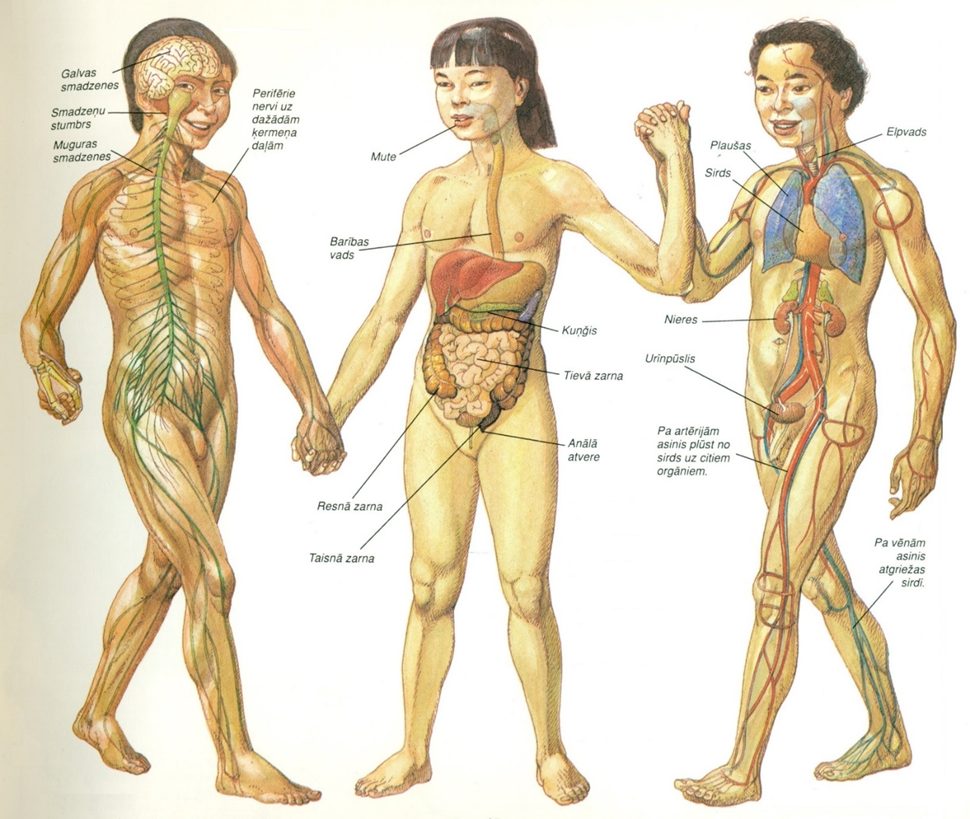 Galvas
smadzenes
Smadzeņu
stumbrs
Muguras
smadzenes
Perifērie
nervi uz
dažādām
ķermeņa
daļām
Mute
Barības
vads
Kuņģis
Tievā zarna
Anālā
atvere
Resnā zarna
Taisnā zarna
Elpvads
Plaušas
Sirds
Nieres
Urīnpūslis
Pa artērijām
asinis plūst no
sirds uz citiem
orgāniem.
Pa vēnām
asinis
atgriežas
sirdī.